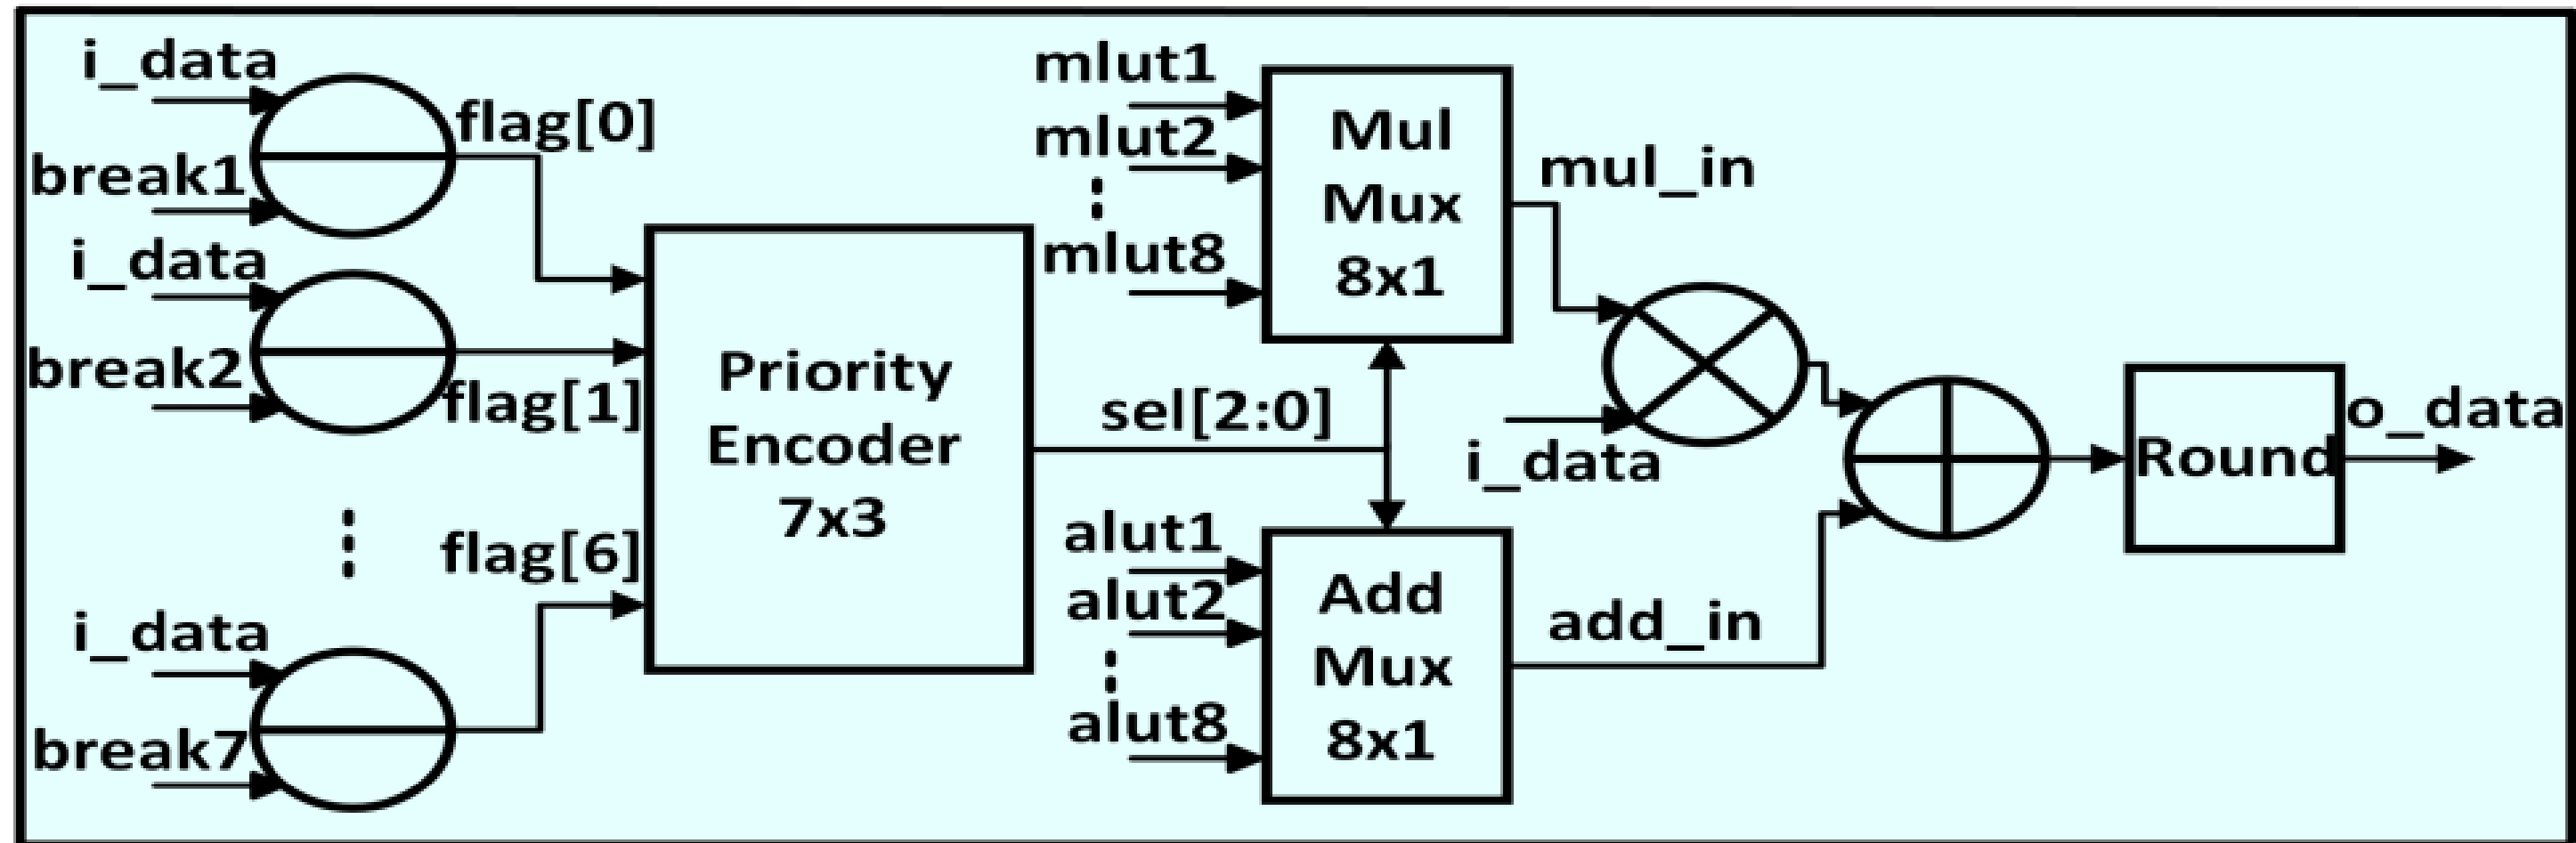 i_data
break1
flag[0]
i_data
break2
flag[1]
i_data
break7
flag[6]
Priority
Encoder
7x3
sel[2:0]
mlut1
mlut2
mlut8
Mul
Mux
8x1
mul_in
i_data
alut1
alut2
alut8
Add
Mux
8x1
add_in
Round
o_data